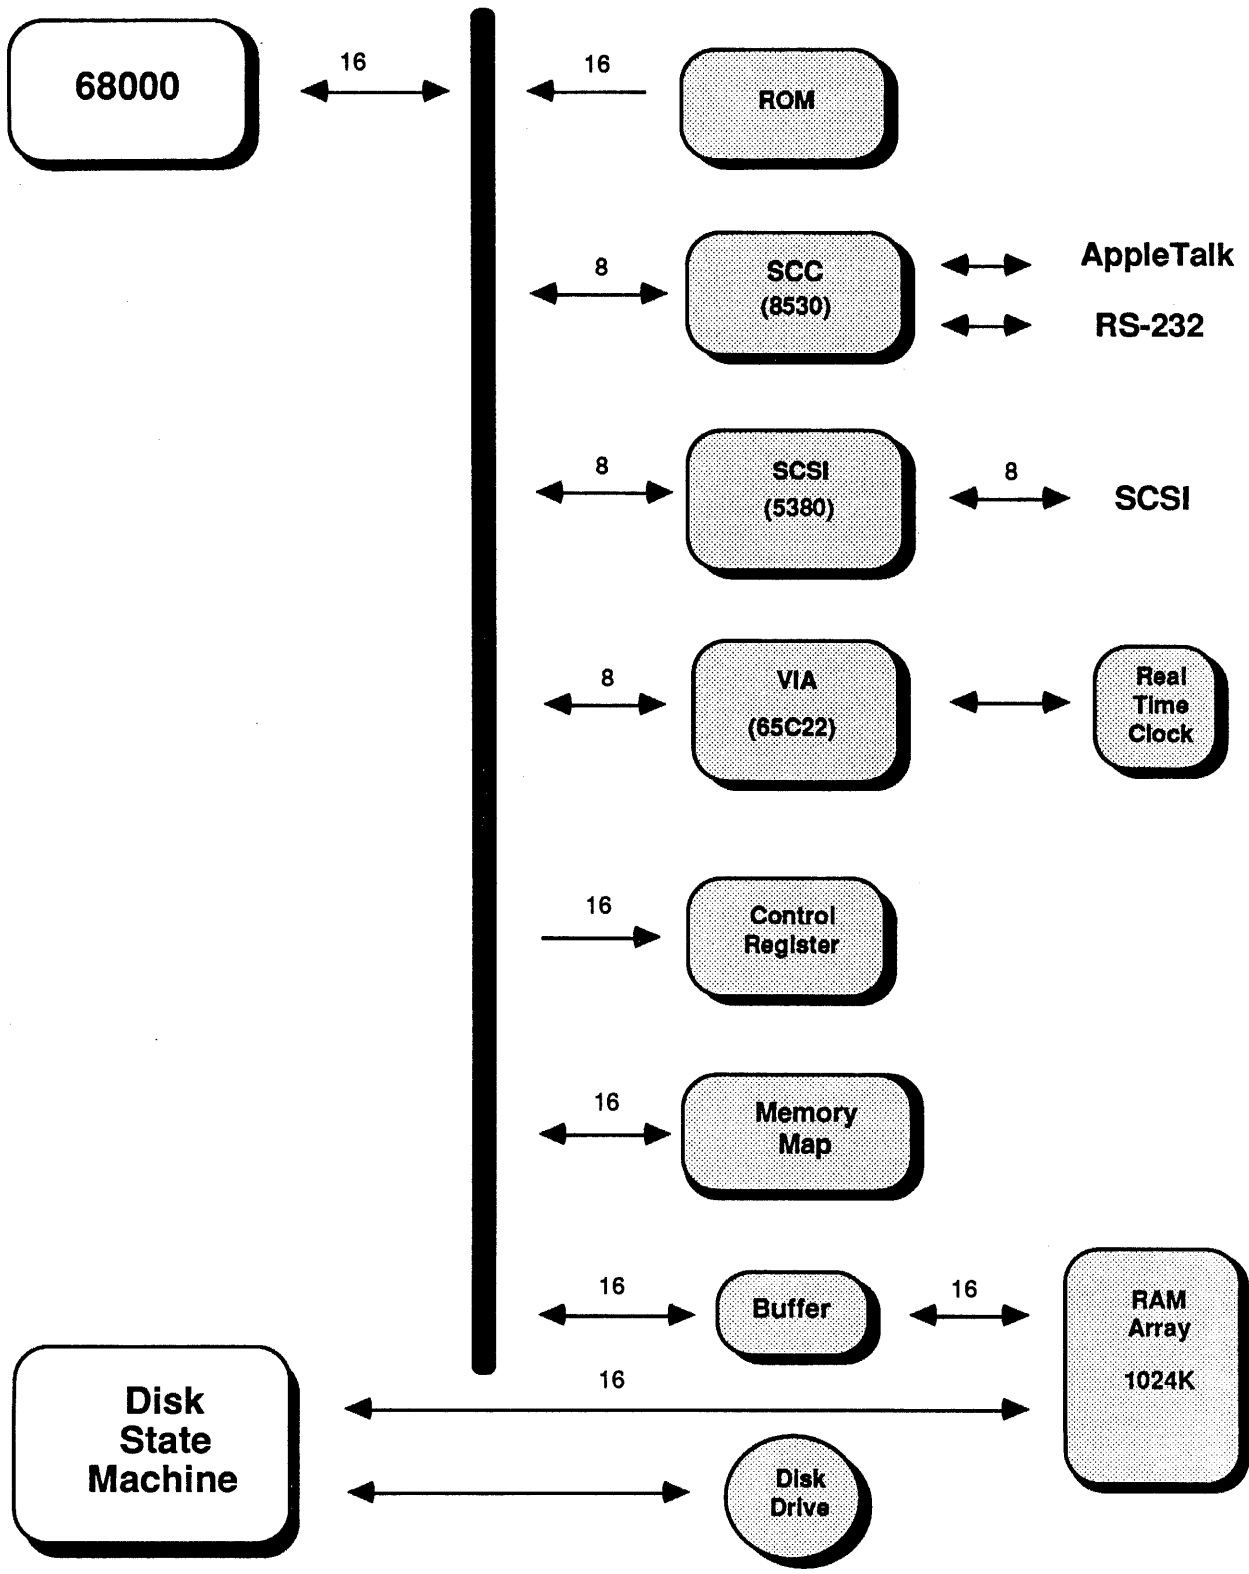 68000
16
16
ROM
8
SCC
(8530)
AppleTalk
RS-232
8
SCSI
(5380)
8
SCSI
8
VIA
(65C22)
Real
Time
Clock
16
Control
Register
16
Memory
Map
16
Buffer
16
RAM
Array
1024K
16
Disk
State
Machine
Disk
Drive